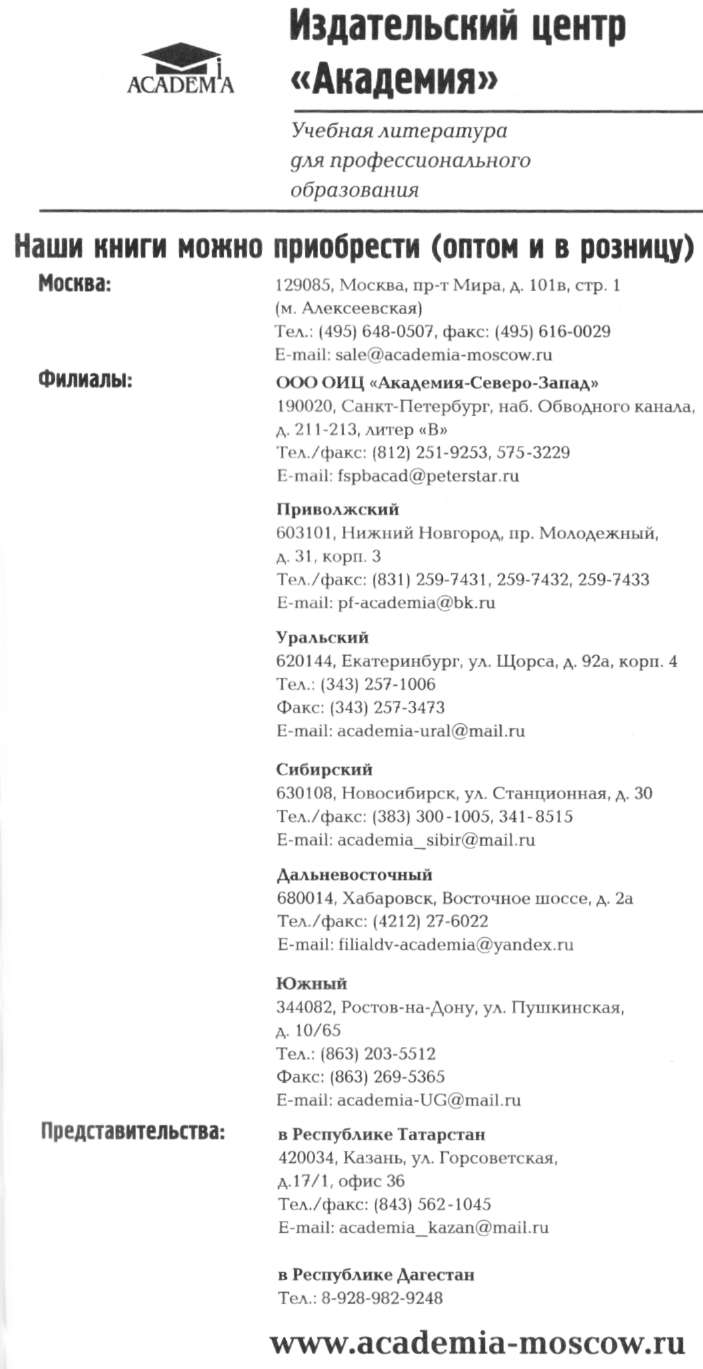 Издательский центр
ACADEMiA
«Академия»
Учебная литература
для профессионального
образования
Наши книги можно приобрести (оптом и в розницу)
Москва:
129085, Москва, пр-т Мира, д. 101в, стр. 1
(м. Алексеевская)
Тел.: (495) 648-0507, факс: (495) 616-0029
E-mail: sale@academia-moscow.ru
Филиалы:
ООО ОИЦ «Академия-Северо-Запад»
190020, Санкт-Петербург, наб. Обводного канала,
д. 211-213, литер «В»
Тел./факс: (812) 251-9253, 575-3229
E-mail: fspbacad@peterstar.ru
Приволжский
603101, Нижний Новгород, пр. Молодежный,
д. 31, корп. 3
Тел./факс: (831) 259-7431, 259-7432, 259-7433
E-mail: pf-academia@bk.ru
Уральский
620144, Екатеринбург, ул. Щорса, д. 92а, корп. 4
Тел.: (343) 257-1006
Факс: (343) 257-3473
E-mail: academia-ural@mail.ru
Сибирский
630108, Новосибирск, ул. Станционная, д. 30
Тел./факс: (383) 300-1005, 341-8515
E-mail: academia_sibir@mail.ru
Дальневосточный
680014, Хабаровск, Восточное шоссе, д. 2а
Тел./факс: (4212) 27-6022
E-mail: filialdv-academia@yandex.ru
Южный
344082, Ростов-на-Дону, ул. Пушкинская,
д. 10/65
Тел.: (863) 203-5512
Факс: (863) 269-5365
E-mail: academia-UG@mail.ru
Представительства:
в Республике Татарстан
420034, Казань, ул. Горсоветская,
д.17/1, офис 36
Тел./факс: (843) 562-1045
E-mail: academia_kazan@mail.ru
в Республике Дагестан
Тел.: 8-928-982-9248
www.academia-moscow.ru